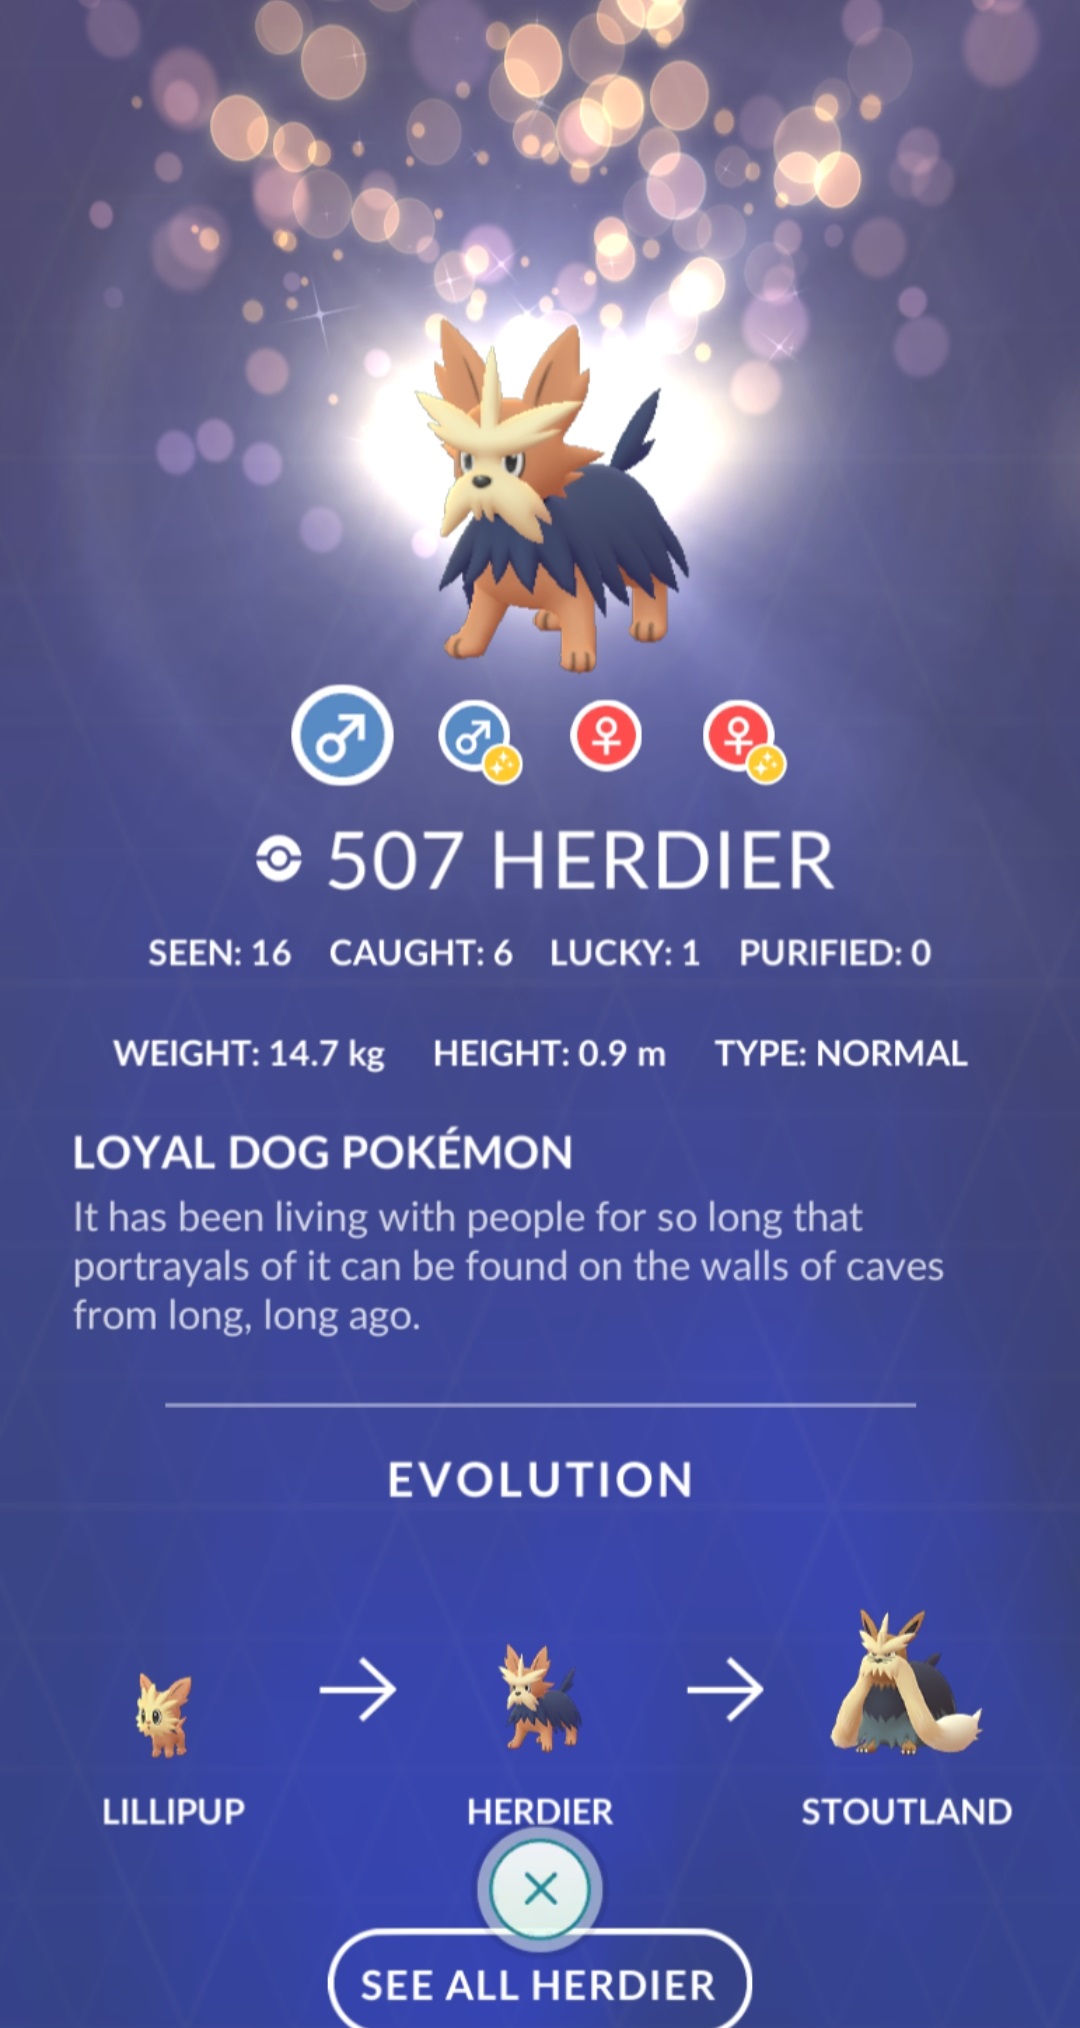 507 HERDIER
SEEN: 16 CAUGHT: 6 LUCKY: 1 PURIFIED: 0
WEIGHT: 14.7 kg HEIGHT: 0.9 m TYPE: NORMAL
LOYAL DOG POKÉMON
It has been living with people for so long that
portrayals of it can be found on the walls of caves
from long, long ago.
EVOLUTION
LILLIPUP HERDIER STOUTLAND
SEE ALL HERDIER